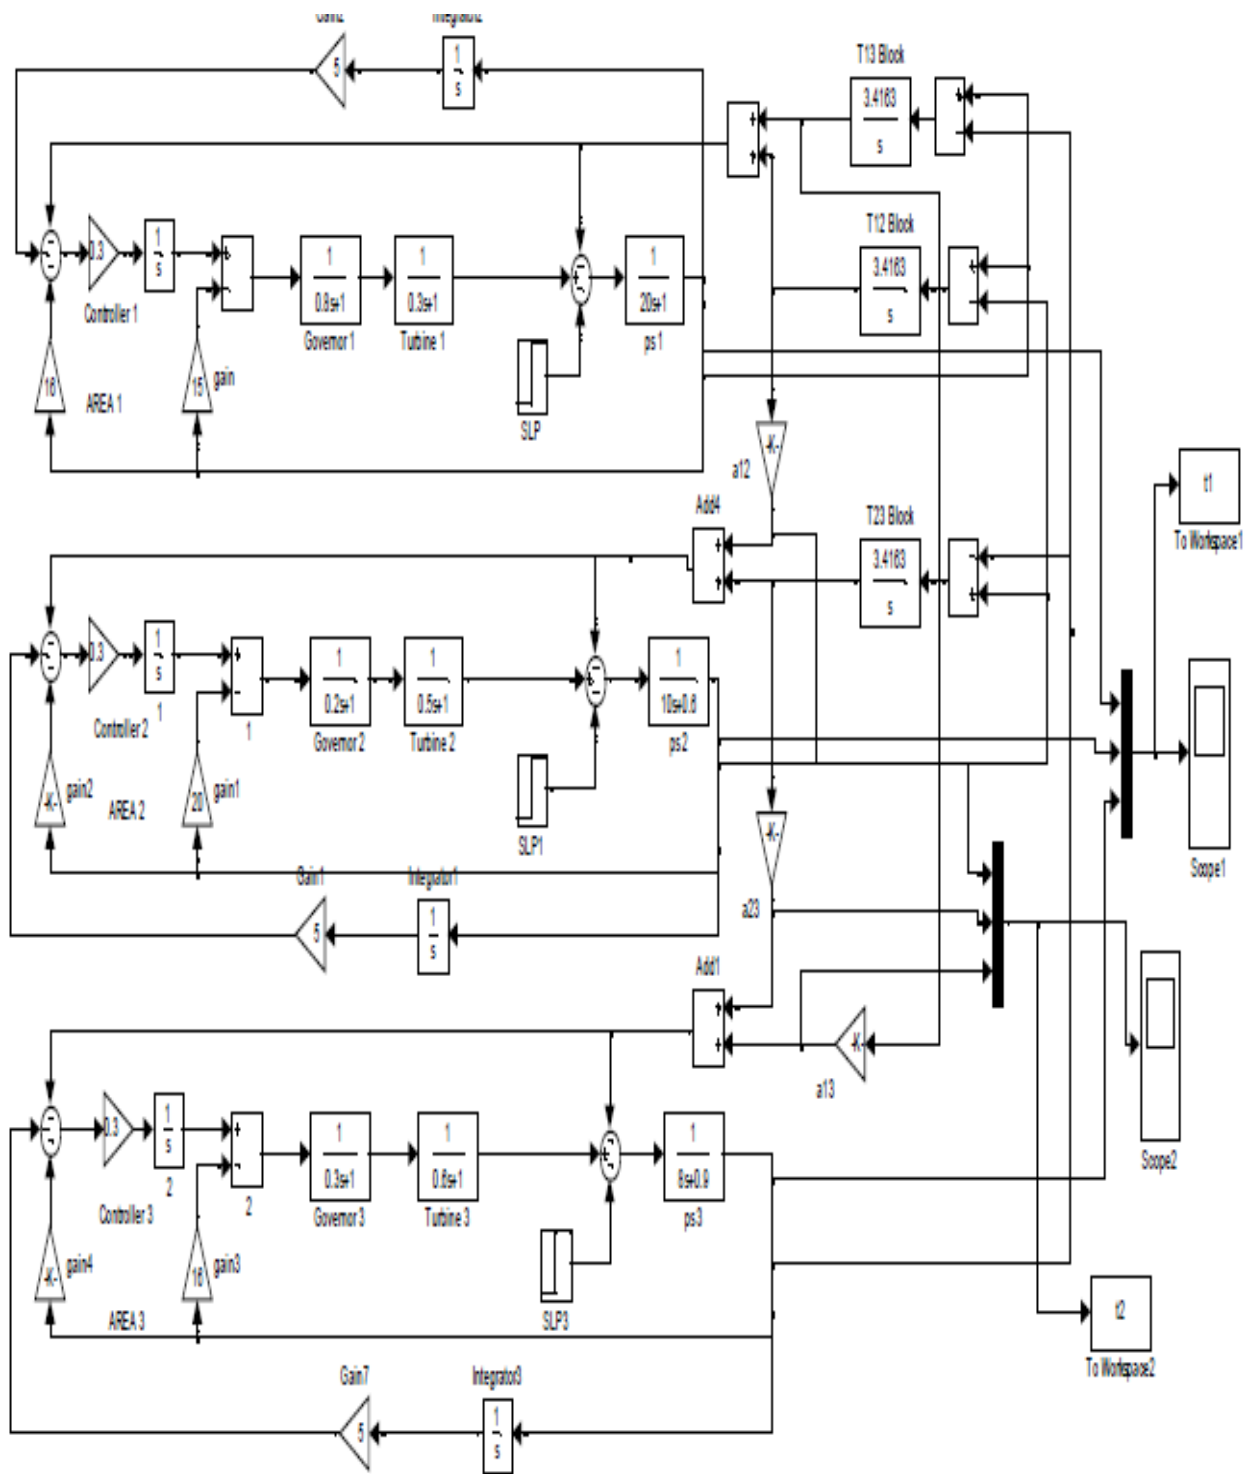 Gain2
Integrator2
5
1
s
T13 Block
3.4163
s
+
-
+
+
T12 Block
3.4163
s
+
-
-
-
-
0.3
1
s
Controller 1
+
-
1
0.8s+1
Governor 1
1
0.3s+1
Turbine 1
1
20s+1
ps1
16
15
gain
AREA 1
SLP
-K-
a12
t1
To Workspace1
Add4
+
+
T23 Block
3.4163
s
0.3
1
s
1
Controller 2
+
-
1
1
0.2s+1
Governor 2
1
0.5s+1
Turbine 2
1
10s+0.6
ps2
-K-
gain2
20
gain1
AREA 2
SLP1
-K-
a23
Scope1
Gain1
5
Integrator1
1
s
Add1
+
+
-K-
a13
Scope2
0.3
1
s
2
Controller 3
+
-
2
1
0.3s+1
Governor 3
1
0.6s+1
Turbine 3
1
8s+0.9
ps3
-K-
gain4
16
gain3
AREA 3
SLP3
t2
To Workspace2
Gain7
5
Integrator3
1
s